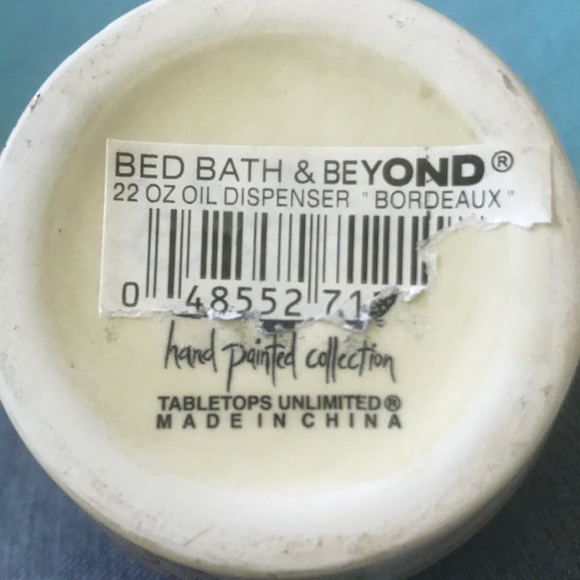 BED BATH & BEYOND®
22 OZ OIL DISPENSER "BORDEAUX"
0 48552 71
hand painted collection
TABLETOPS UNLIMITED®
MADE IN CHINA